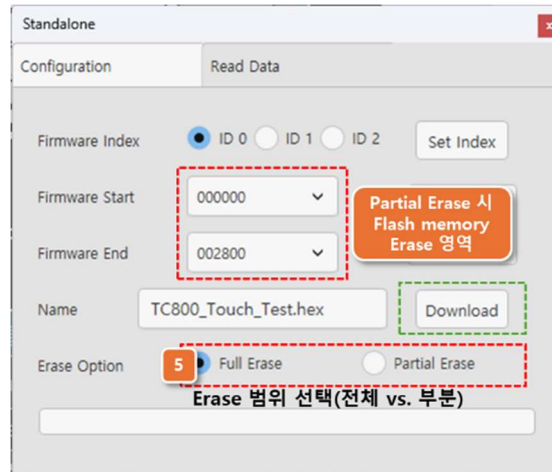 Standalone
x
Configuration Read Data
Firmware Index ID 0 ID 1 ID 2 Set Index
Firmware Start 000000
Partial Erase 시
Flash memory
Erase 영역
Firmware End 002800
Name TC800_Touch_Test.hex Download
Erase Option 5 Full Erase Partial Erase
Erase 범위 선택(전체 vs. 부분)